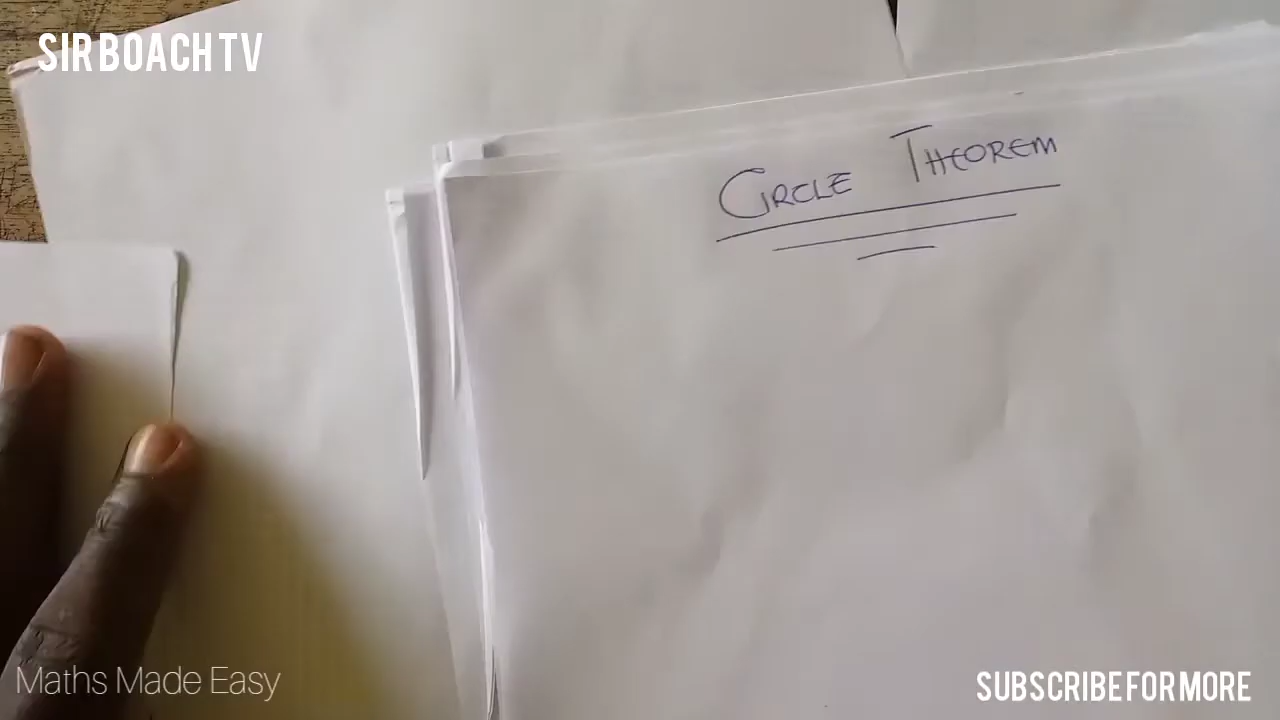 SIR BOACH TV
CIRCLE THEOREM
Maths Made Easy
SUBSCRIBE FOR MORE